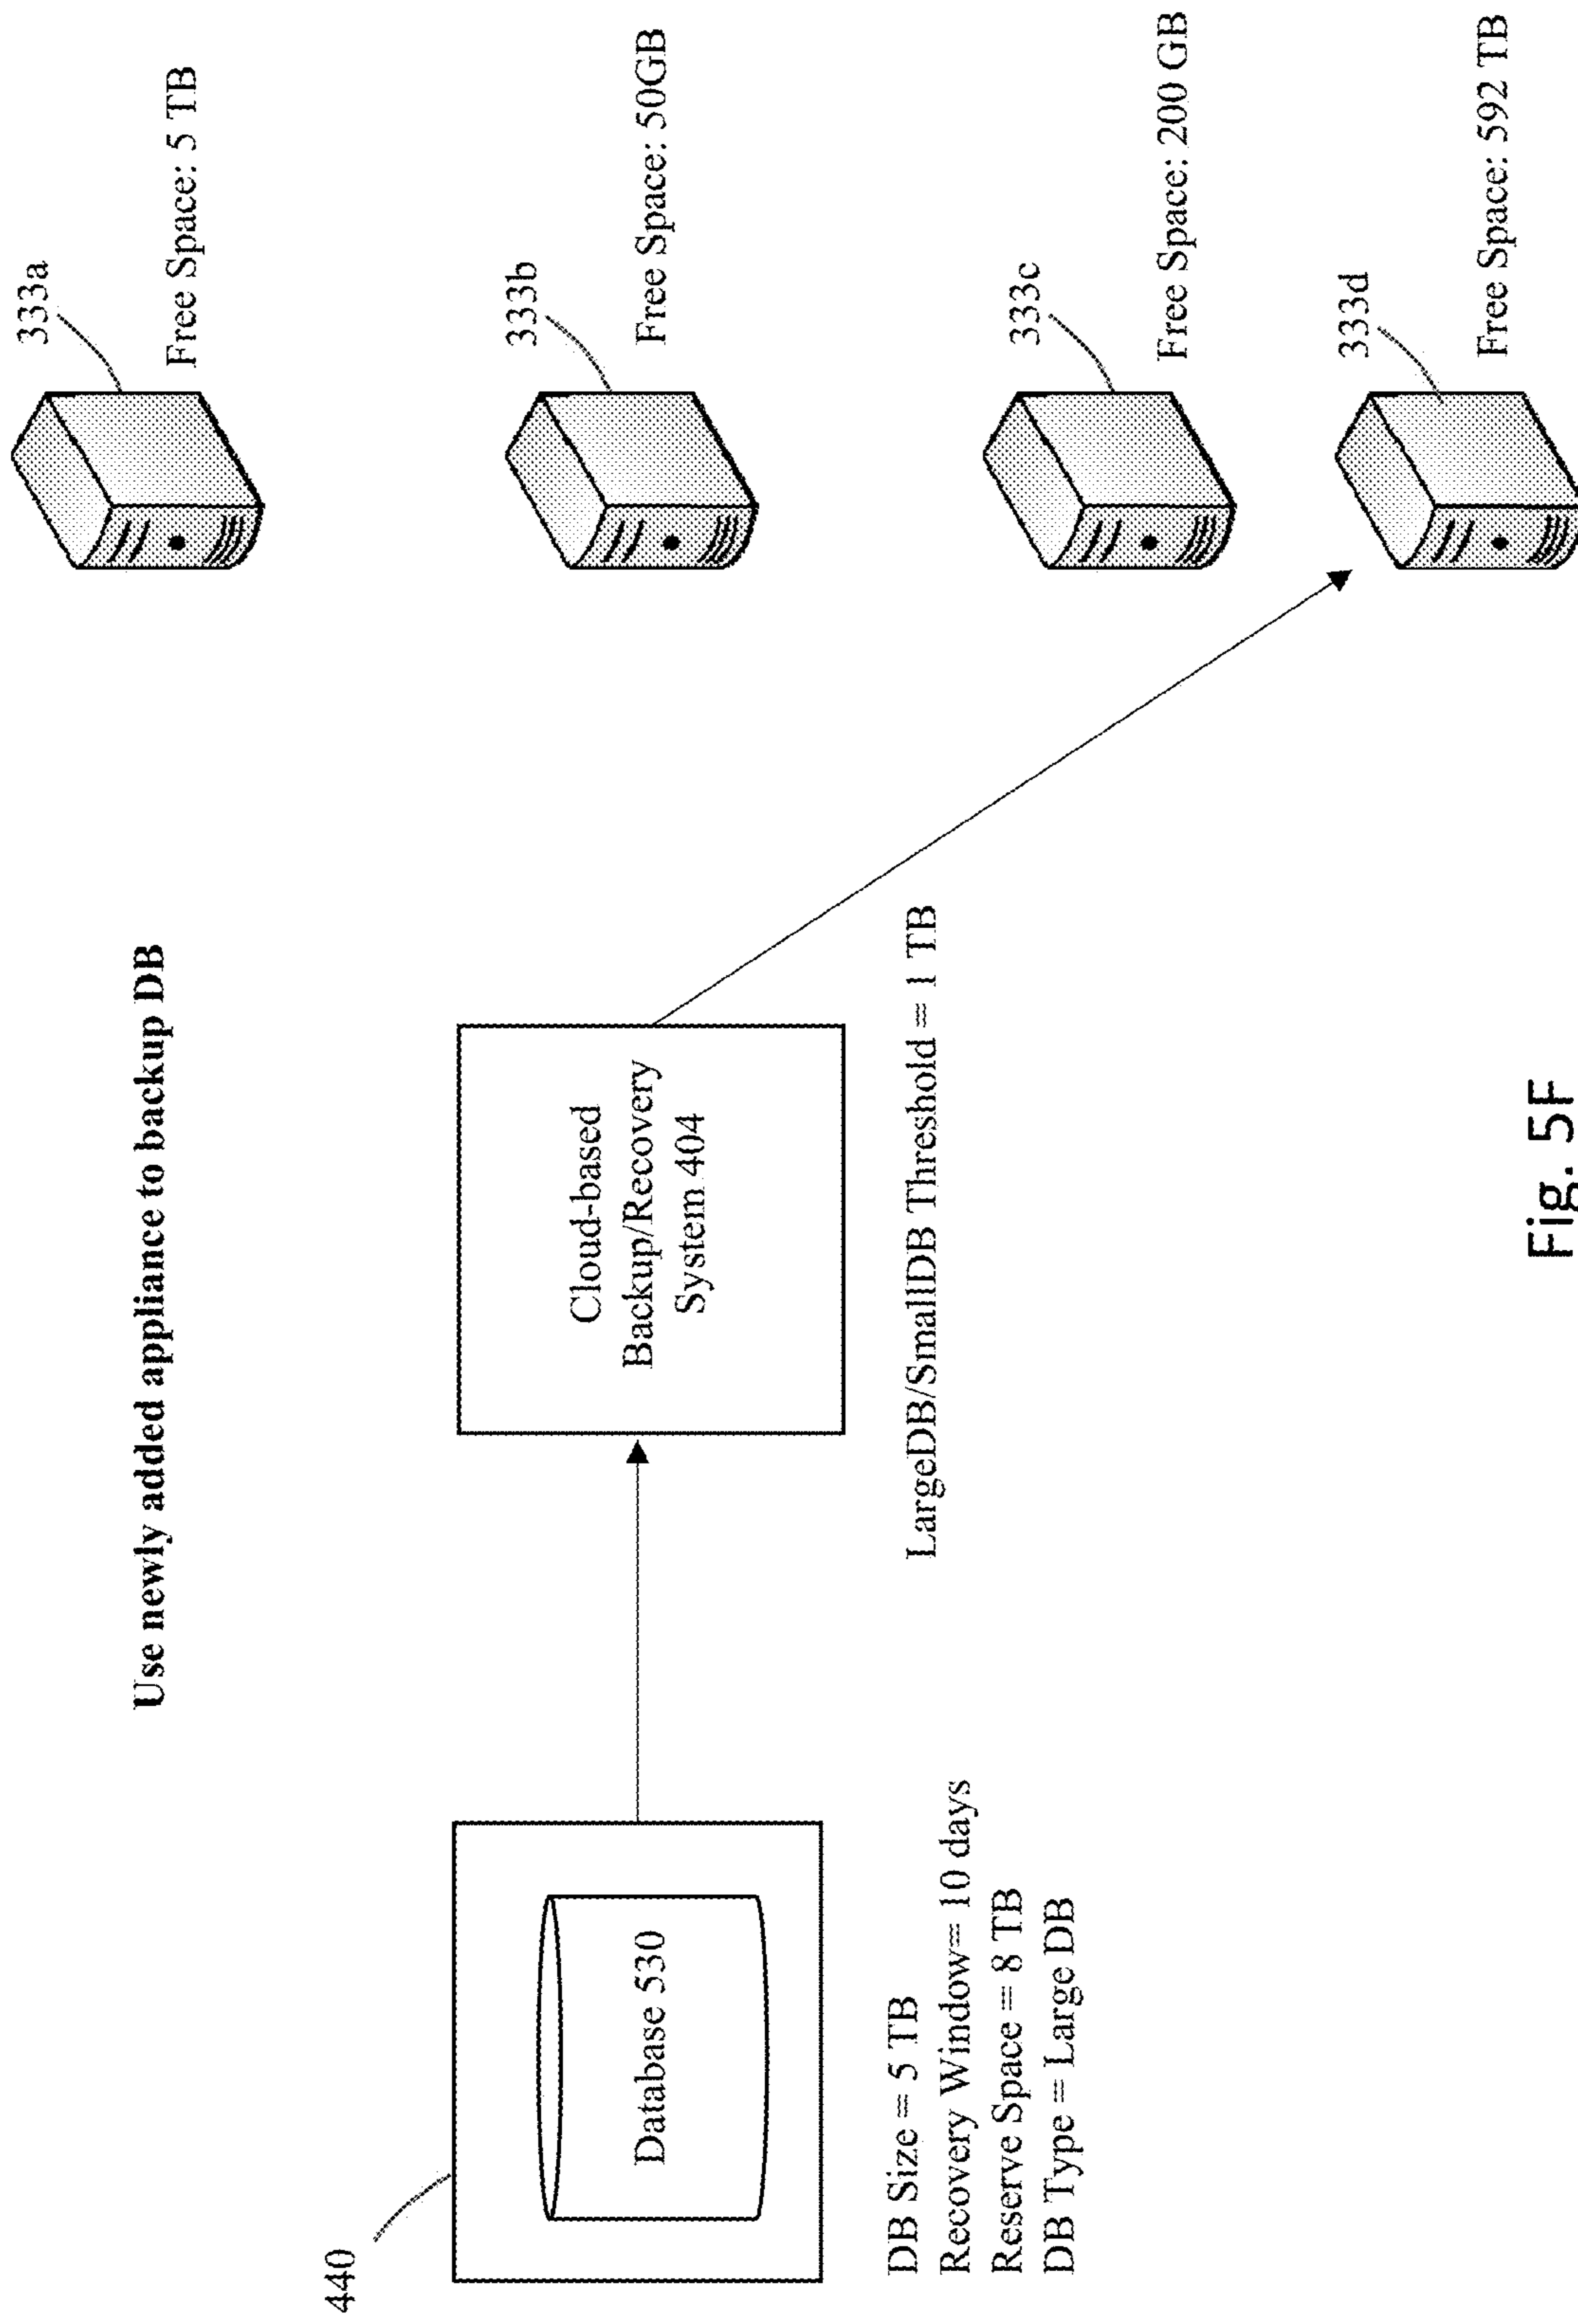 Use newly added appliance to backup DB
440
Database 530
DB Size = 5 TB
Recovery Window= 10 days
Reserve Space = 8 TB
DB Type = Large DB
Cloud-based
Backup/Recovery
System 404
LargeDB/SmallDB Threshold = 1 TB
333a
Free Space: 5 TB
333b
Free Space: 50GB
333c
Free Space: 200 GB
333d
Free Space: 592 TB
Fig. 5F